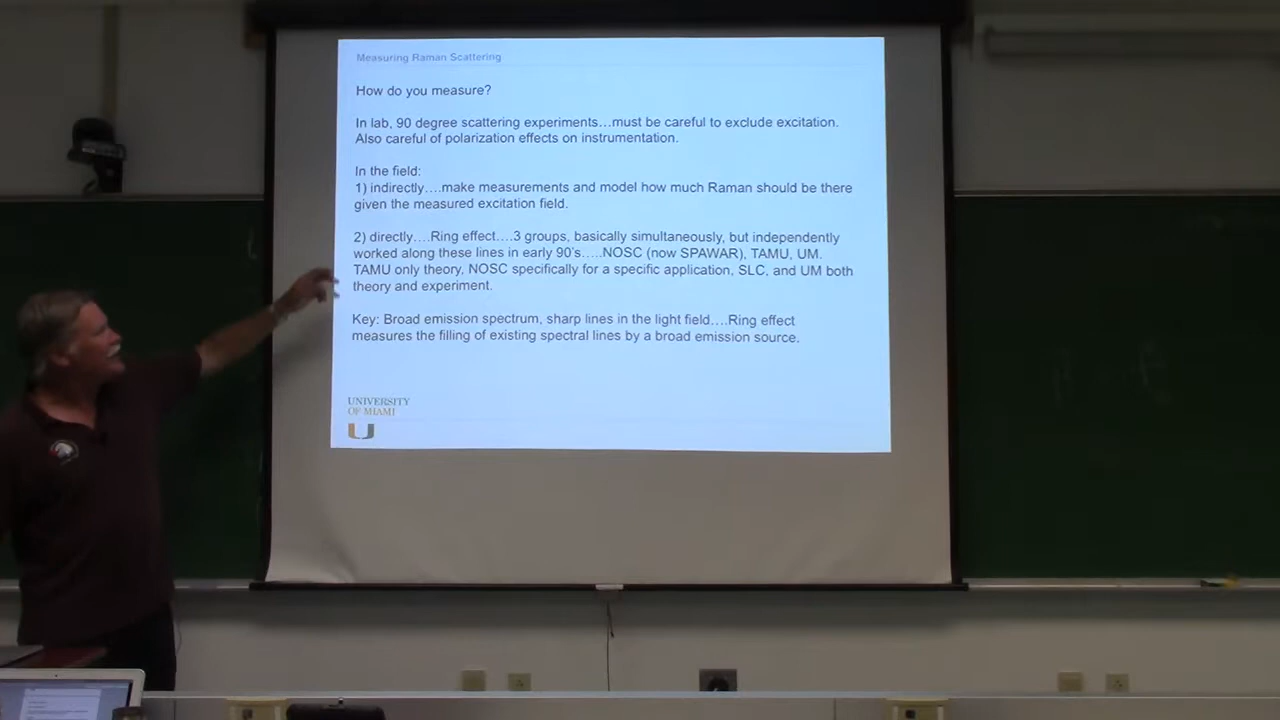 Measuring Raman Scattering
How do you measure?
In lab, 90 degree scattering experiments…must be careful to exclude excitation.
Also careful of polarization effects on instrumentation.
In the field:
1) indirectly….make measurements and model how much Raman should be there
given the measured excitation field.
2) directly….Ring effect….3 groups, basically simultaneously, but independently
worked along these lines in early 90's…..NOSC (now SPAWAR), TAMU, UM.
TAMU only theory, NOSC specifically for a specific application, SLC, and UM both
theory and experiment.
Key: Broad emission spectrum, sharp lines in the light field….Ring effect
measures the filling of existing spectral lines by a broad emission source.
UNIVERSITY
OF MIAMI